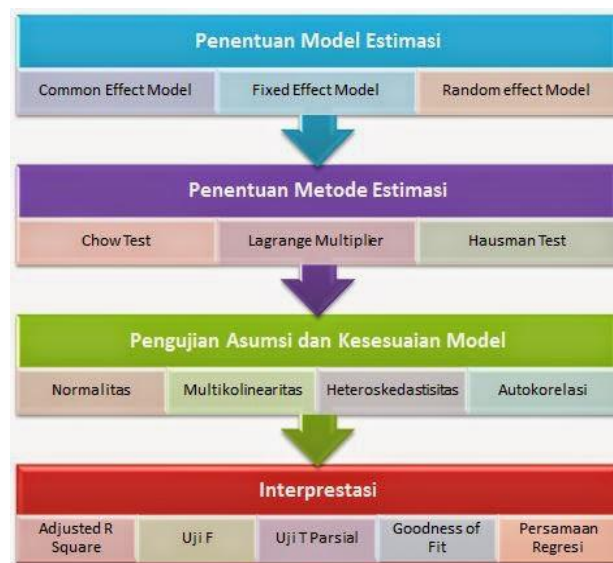 Penentuan Model Estimasi
Common Effect Model
Fixed Effect Model
Random effect Model
Penentuan Metode Estimasi
Chow Test
Lagrange Multiplier
Hausman Test
Pengujian Asumsi dan Kesesuaian Model
Normalitas
Multikolinearitas
Heteroskedastisitas
Autokorelasi
Interprestasi
Adjusted R
Square
Uji F
Uji T Parsial
Goodness of
Fit
Persamaan
Regresi